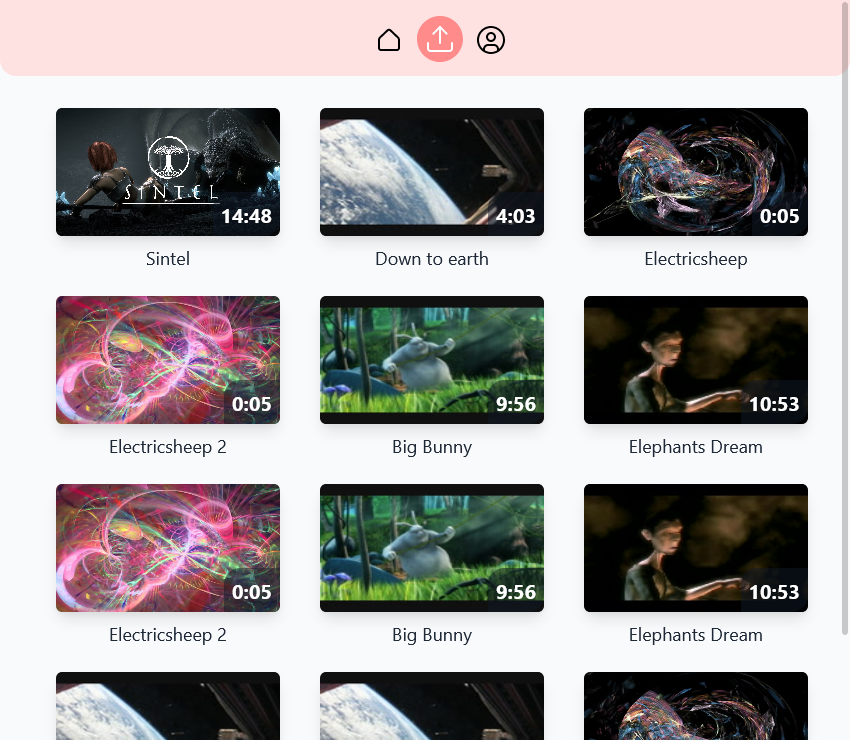 SINTEL
14:48
4:03
0:05
Sintel
Down to earth
Electricsheep
0:05
9:56
10:53
Electricsheep 2
Big Bunny
Elephants Dream
0:05
9:56
10:53
Electricsheep 2
Big Bunny
Elephants Dream